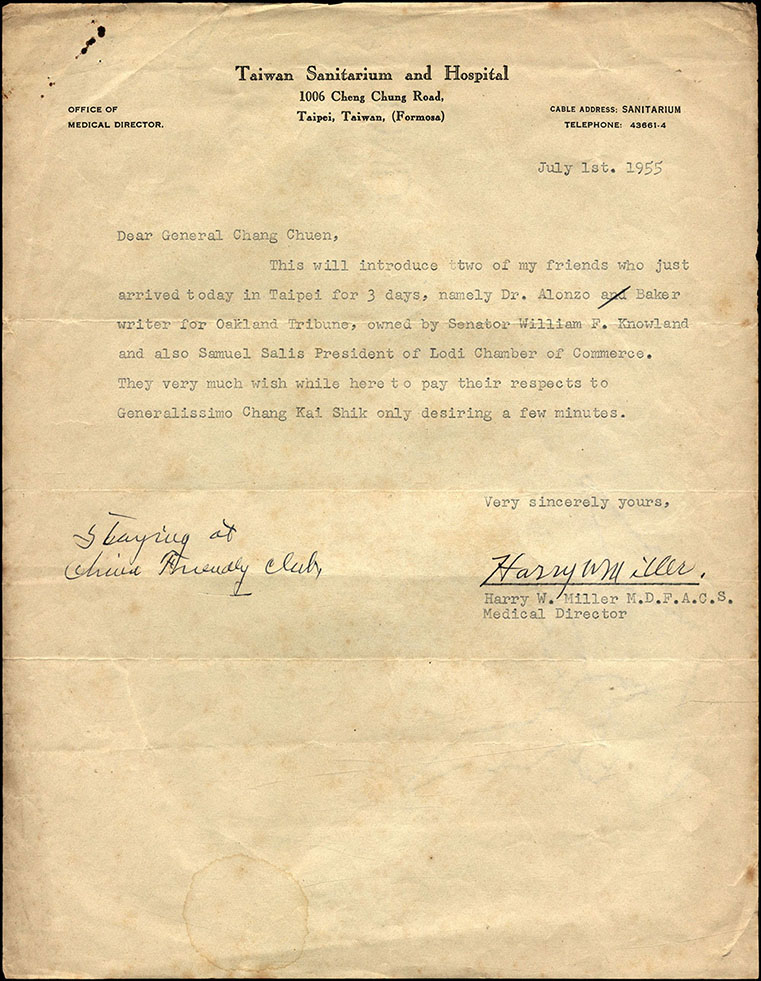 Taiwan Sanitarium and Hospital
1006 Cheng Chung Road,
Taipei, Taiwan, (Formosa)
OFFICE OF
MEDICAL DIRECTOR.
CABLE ADDRESS: SANITARIUM
TELEPHONE: 43661-4
July 1st. 1955
Dear General Chang Chuen,
This will introduce ttwo of my friends who just
arrived today in Taipei for 3 days, namely Dr. Alonzo and Baker
writer for Oakland Tribune, owned by Senator William F. Knowland
and also Samuel Salis President of Lodi Chamber of Commerce.
They very much wish while here to pay their respects to
Generalissimo Chang Kai Shik only desiring a few minutes.
Very sincerely yours,
Staying at
China Friendly Club,
Harry W Miller.
Harry W. Miller M.D.F.A.C.S.
Medical Director